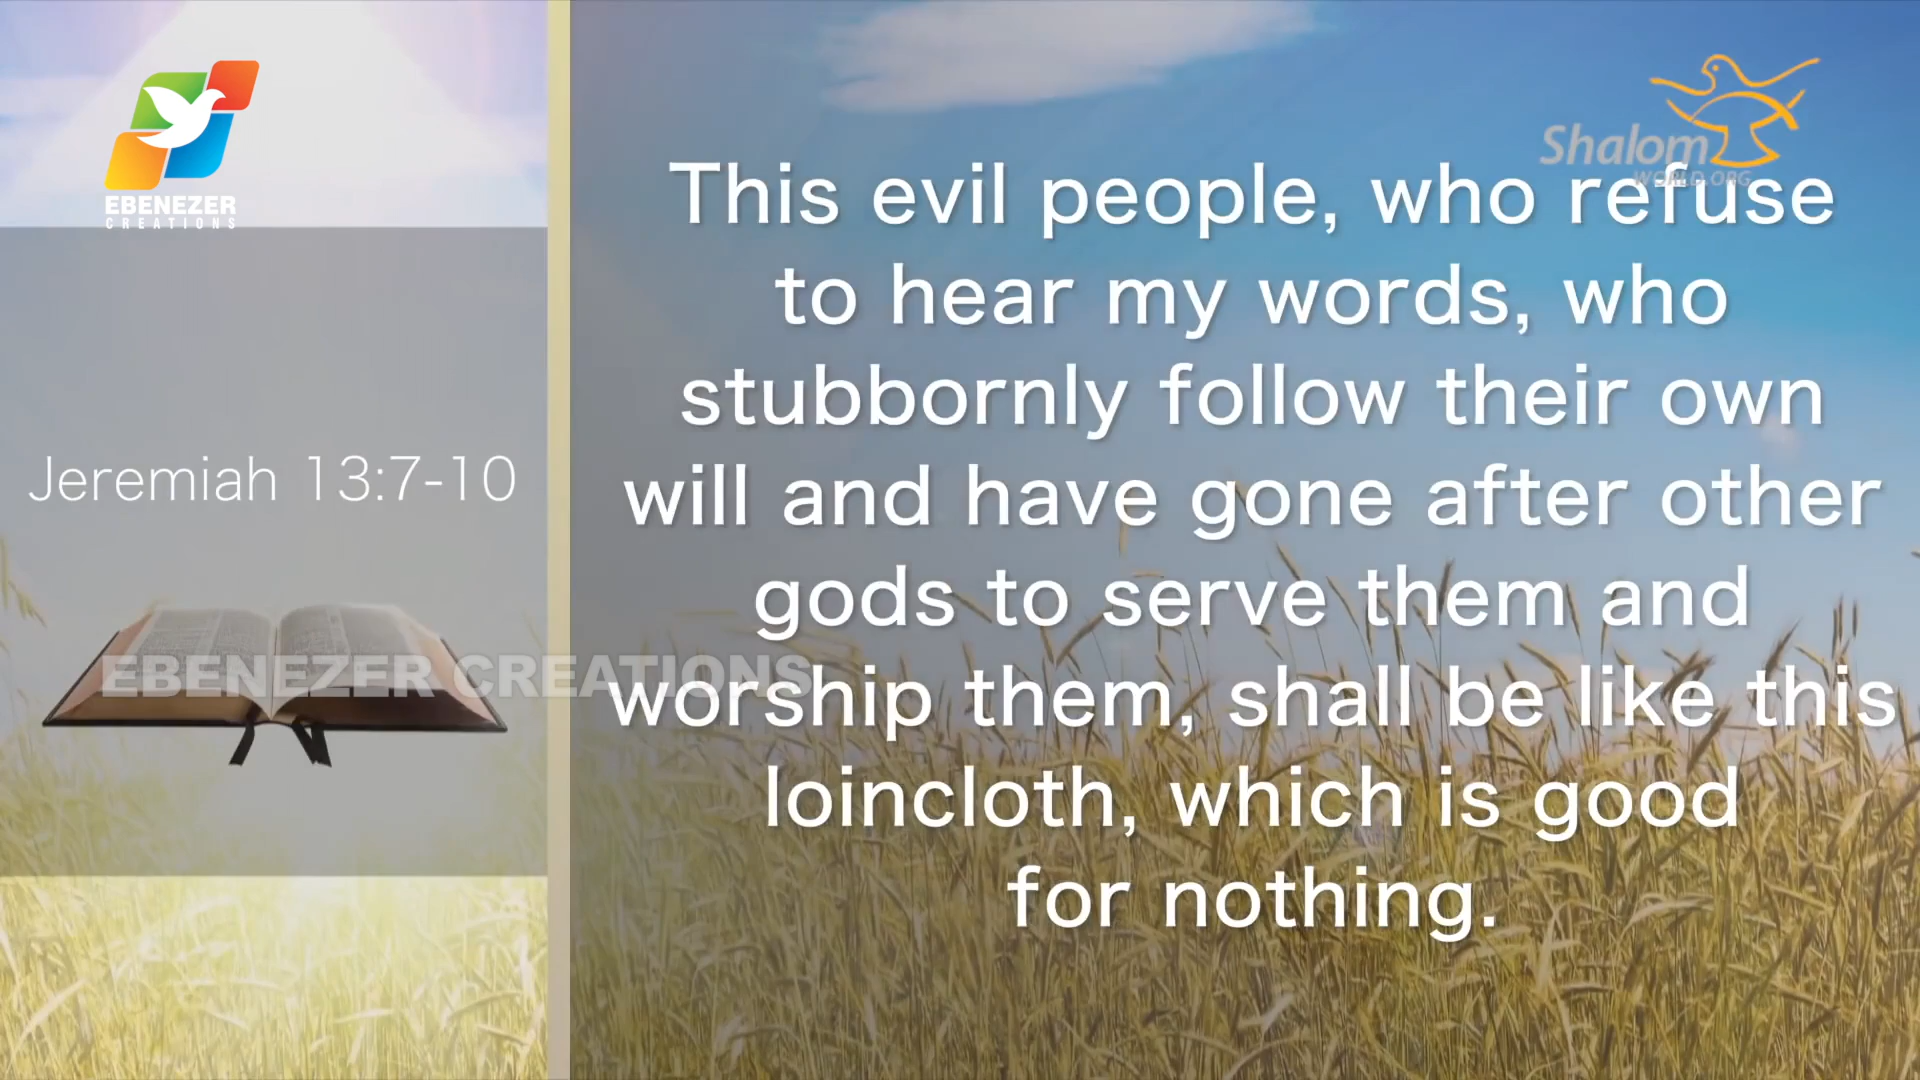 EBENEZER
CREATIONS
Shalom
WORLD.ORG
Jeremiah 13:7-10
This evil people, who refuse
to hear my words, who
stubbornly follow their own
will and have gone after other
gods to serve them and
worship them, shall be like this
loincloth, which is good
for nothing.
EBENEZER CREATIONS